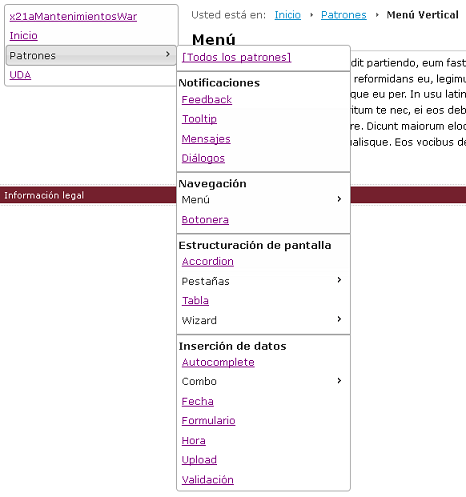 x21aMantenimientosWar
Inicio
Patrones
UDA
Usted está en: Inicio Patrones Menú Vertical
Menú
[Todos los patrones]
Notificaciones
Feedback
Tooltip
Mensajes
Diálogos
Navegación
Menú
Botonera
Estructuración de pantalla
Accordion
Pestañas
Tabla
Wizard
Inserción de datos
Autocomplete
Combo
Fecha
Formulario
Hora
Upload
Validación
dit partiendo, eum fast
reformidans eu, legimu
que eu per. In usu latin
itum te nec, ei eos deb
re. Dicunt maiorum eloq
ualisque. Eos vocibus de
Información legal